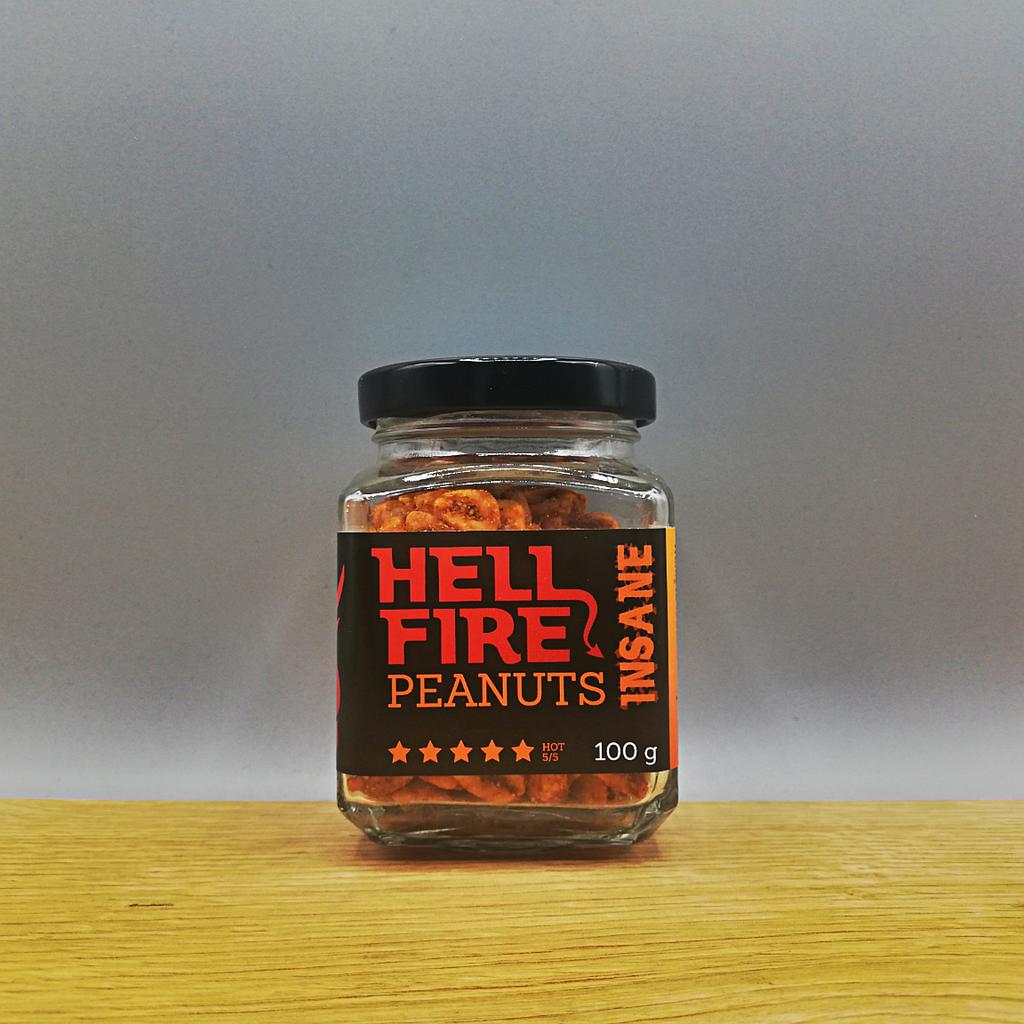 HELL
FIRE
PEANUTS
INSANE
HOT
5/5
100 g